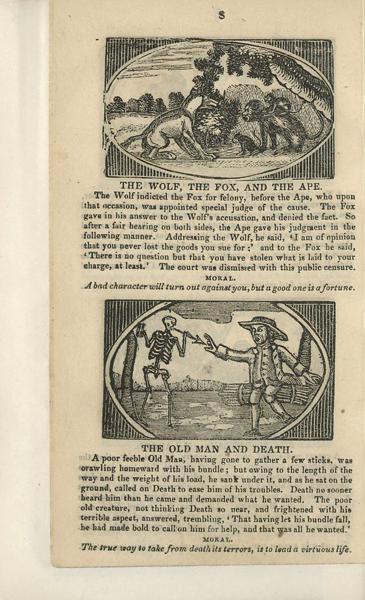 8
THE WOLF, THE FOX, AND THE APE.
The Wolf indicted the Fox for felony, before the Ape, who upon
that occasion, was appointed special judge of the cause. The Fox
gave in his answer to the Wolf's accusation, and denied the fact. So
after a fair hearing on both sides, the Ape gave his judgment in the
following manner. Addressing the Wolf, he said, 'I am of opinion
that you never lost the goods you sue for;' and to the Fox he said,
'There is no question but that you have stolen what is laid to your
charge, at least.' The court was dismissed with this public censure.
MORAL.
A bad character will turn out against you, but a good one is a fortune.
THE OLD MAN AND DEATH.
A poor feeble Old Man, having gone to gather a few sticks, was
crawling homeward with his bundle; but owing to the length of the
way and the weight of his load, he sank under it, and as he sat on the
ground, called on Death to ease him of his troubles. Death no sooner
heard him than he came and demanded what he wanted. The poor
old creature, not thinking Death so near, and frightened with his
terrible aspect, answered, trembling, 'That having let his bundle fall,
he had made bold to call on him for help, and that was all he wanted.'
MORAL.
The true way to take from death its terrors, is to lead a virtuous life.